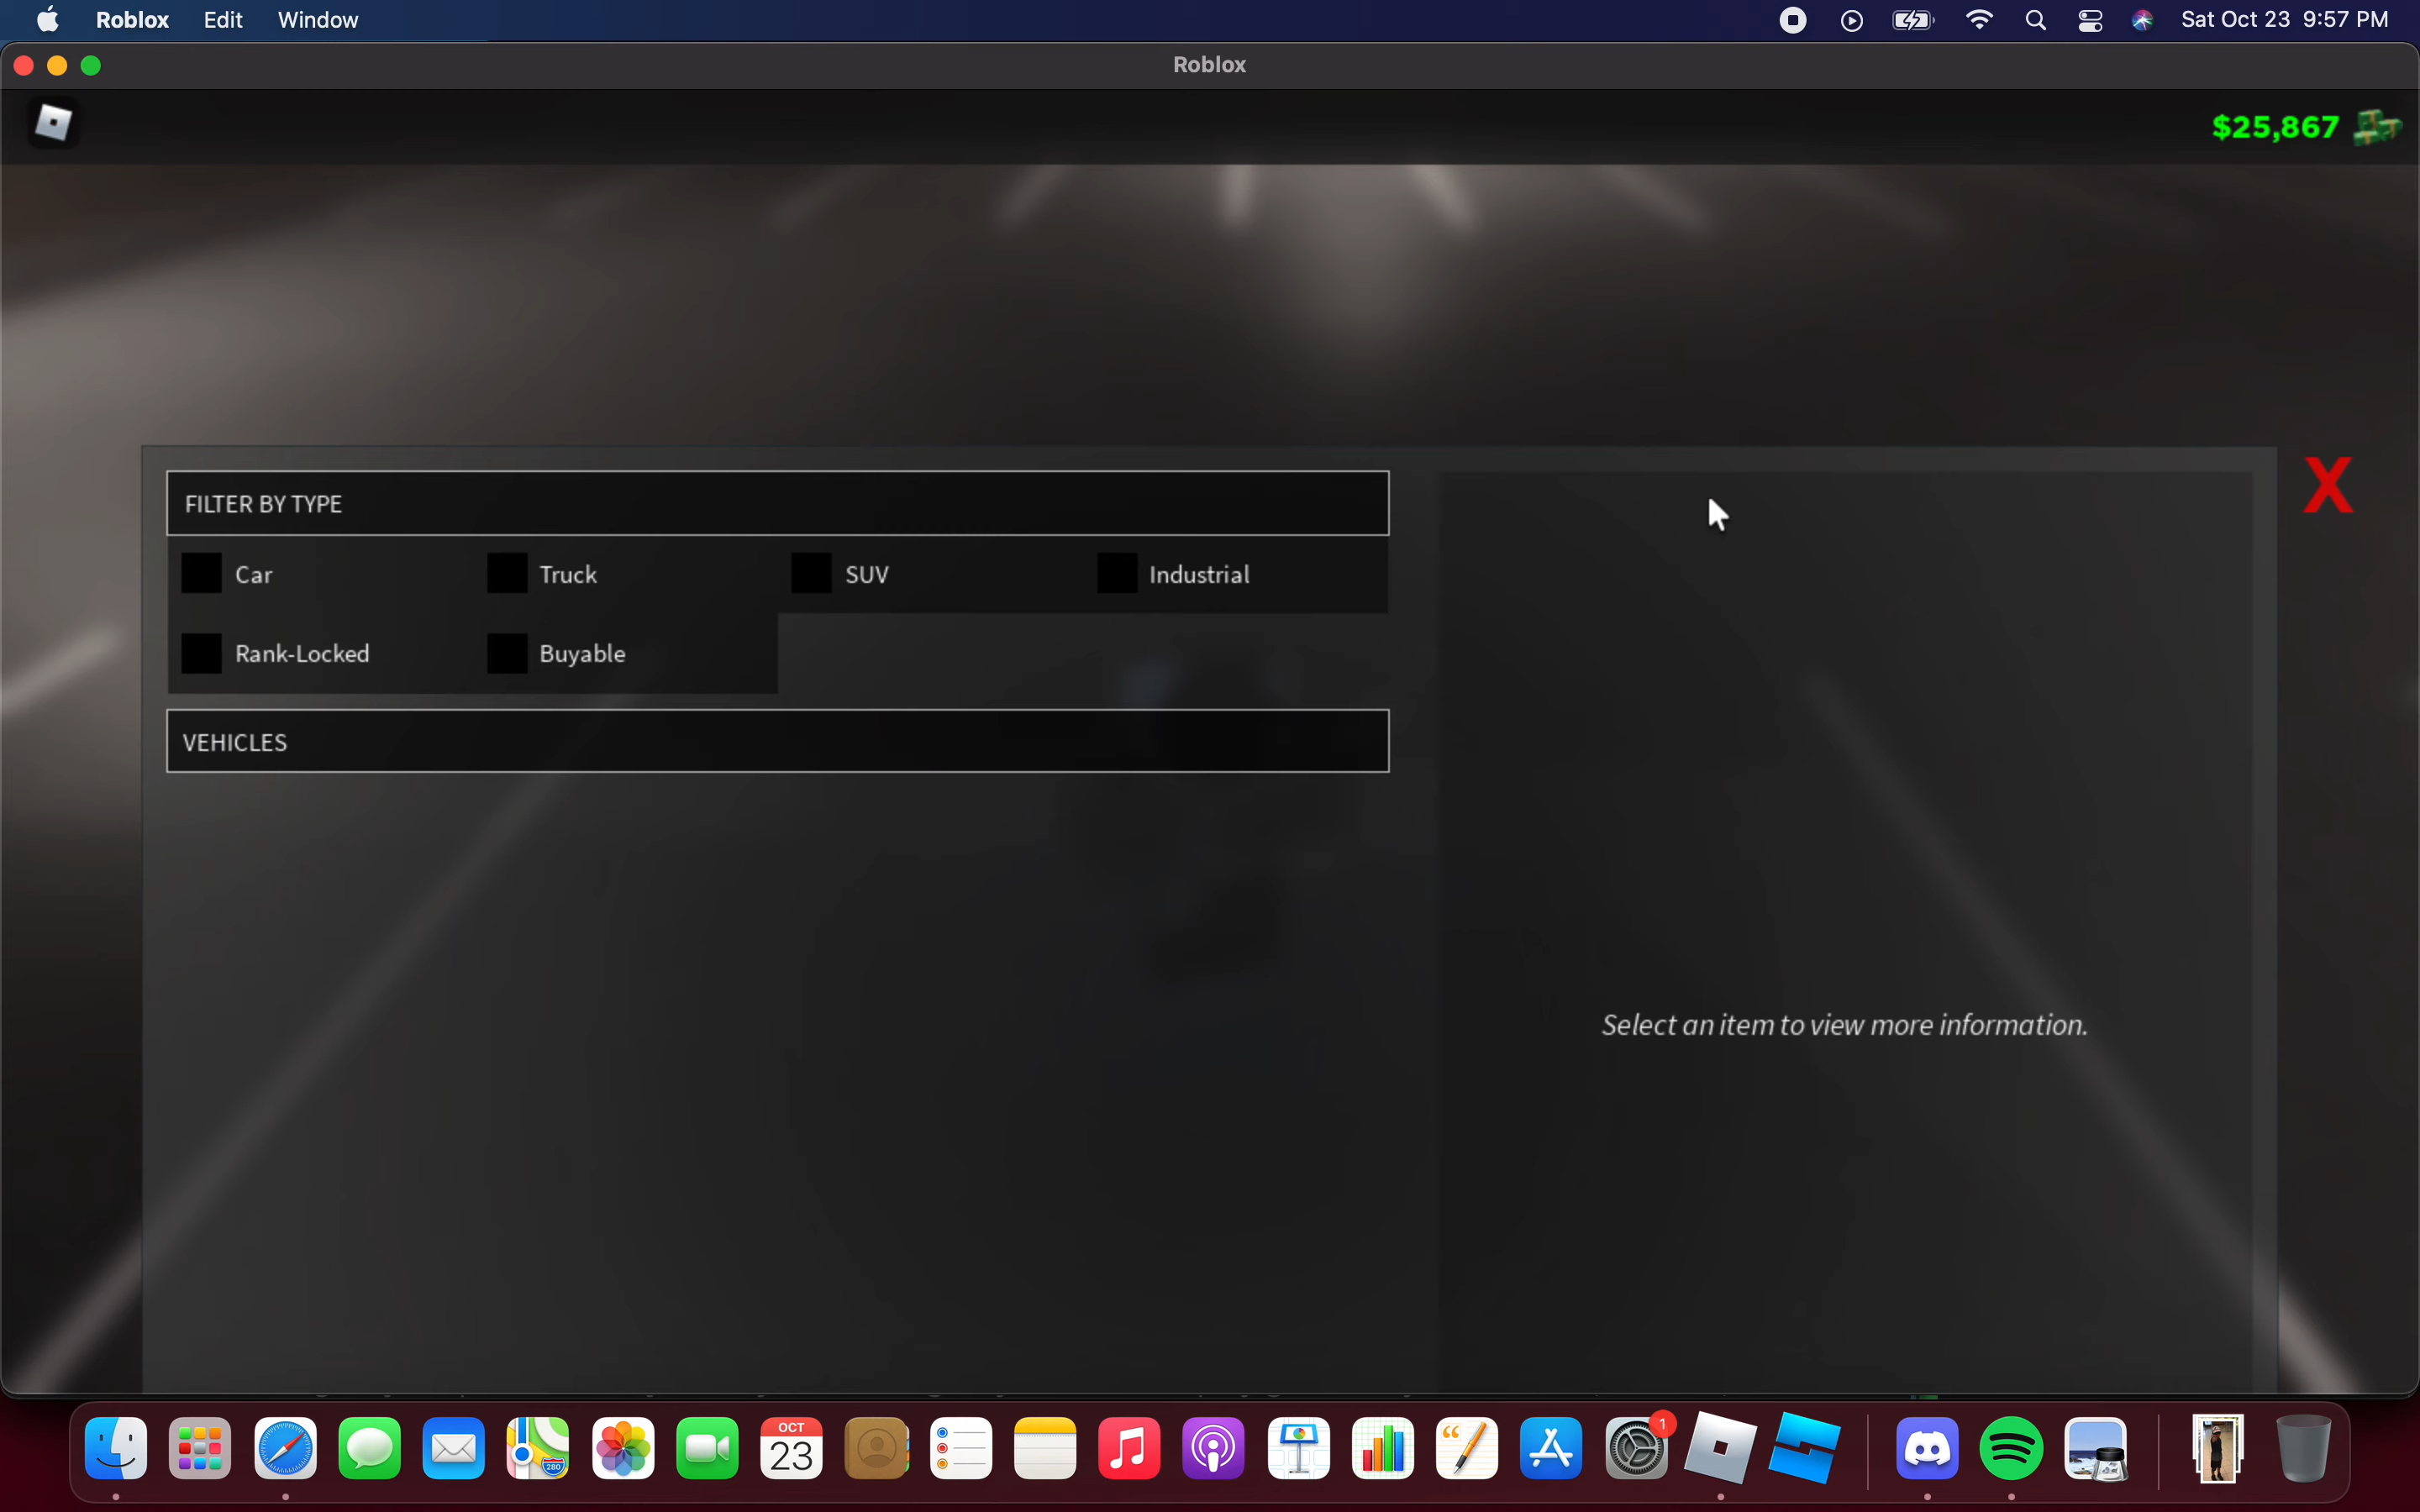 Roblox Edit Window Sat Oct 23 9:57 PM
Roblox
$25,867
FILTER BY TYPE
X
Car Truck SUV Industrial
Rank-Locked Buyable
VEHICLES
Select an item to view more information.
280
OCT
23
1